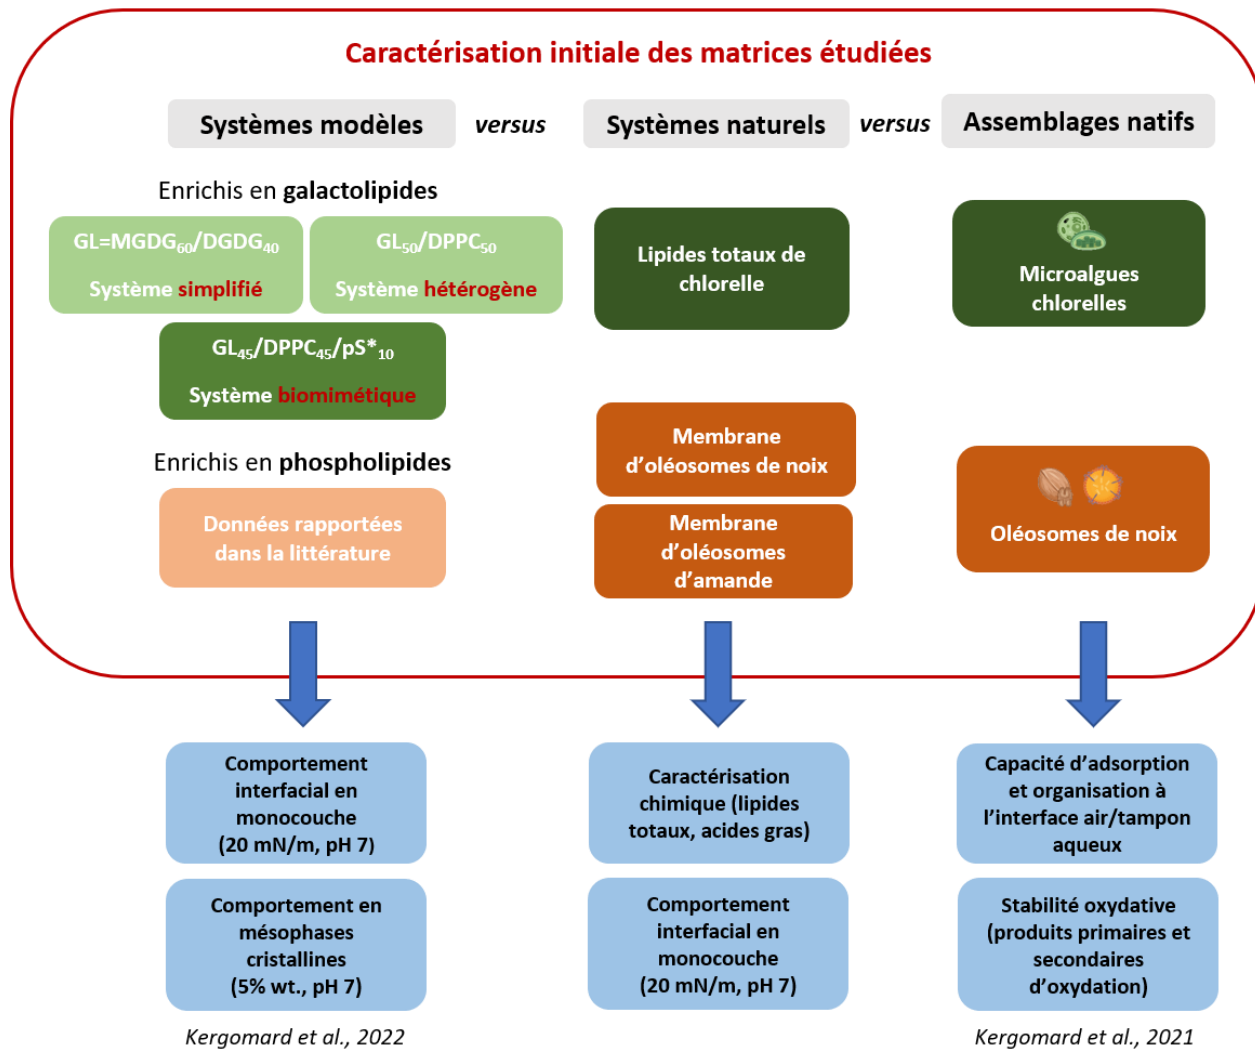 Caractérisation initiale des matrices étudiées
Systèmes modèles versus Systèmes naturels versus Assemblages natifs
Enrichis en galactolipides
GL=MGDG₆₀/DGDG₄₀
Système simplifié
GL₅₀/DPPC₅₀
Système hétérogène
GL₄₅/DPPC₄₅/pS*₁₀
Système biomimétique
Enrichis en phospholipides
Données rapportées
dans la littérature
Lipides totaux de
chlorelle
Membrane
d’oléosomes de noix
Membrane
d’oléosomes
d’amande
Microalgues
chlorelles
Oléosomes de noix
Comportement
interfacial en
monocouche
(20 mN/m, pH 7)
Comportement en
mésophases
cristallines
(5% wt., pH 7)
Kergomard et al., 2022
Caractérisation
chimique (lipides
totaux, acides gras)
Comportement
interfacial en
monocouche
(20 mN/m, pH 7)
Capacité d’adsorption
et organisation à
l’interface air/tampon
aqueux
Stabilité oxydative
(produits primaires et
secondaires
d’oxydation)
Kergomard et al., 2021